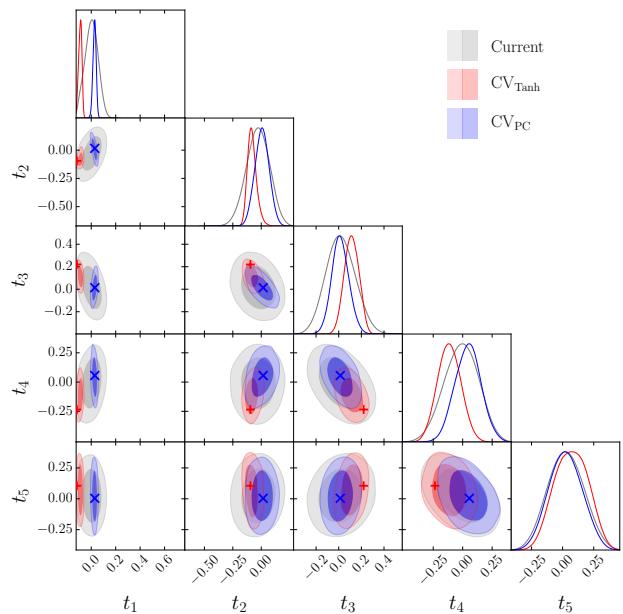 Current
CV_Tanh
CV_PC
t_2
0.00
−0.25
−0.50
t_3
0.4
0.2
0.0
−0.2
t_4
0.25
0.00
−0.25
t_5
0.25
0.00
−0.25
0.0 0.2 0.4 0.6
−0.50 −0.25 0.00
−0.2 0.0 0.2 0.4
−0.25 0.00 0.25
−0.25 0.00 0.25
t_1 t_2 t_3 t_4 t_5